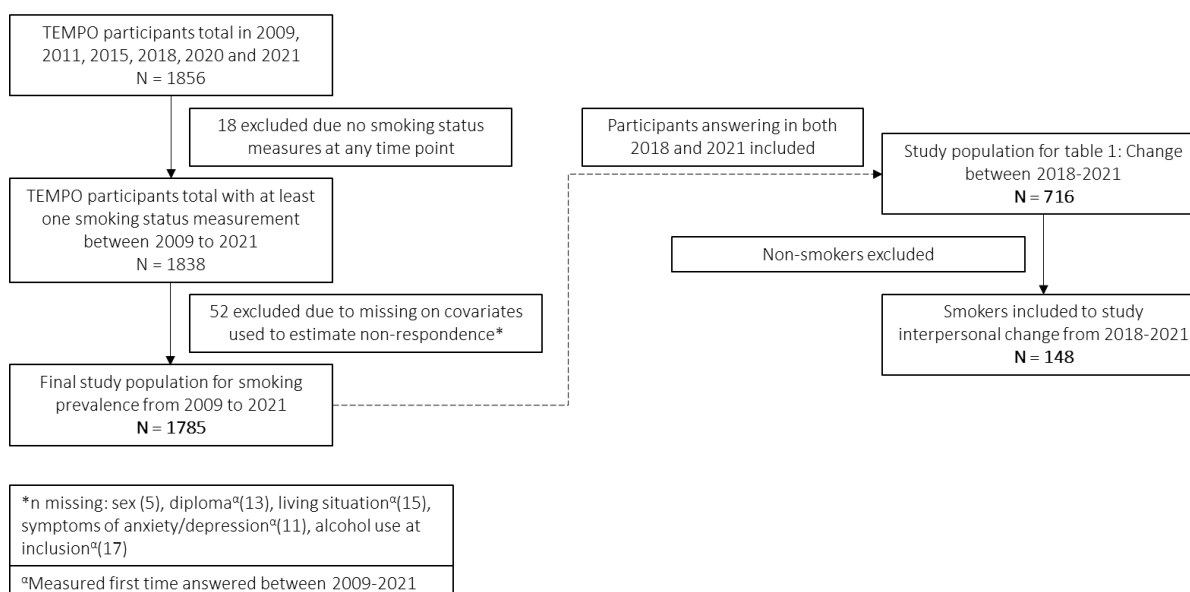 TEMPO participants total in 2009,
2011, 2015, 2018, 2020 and 2021
N = 1856
18 excluded due no smoking status
measures at any time point
TEMPO participants total with at least
one smoking status measurement
between 2009 to 2021
N = 1838
52 excluded due to missing on covariates
used to estimate non-respondence*
Final study population for smoking
prevalence from 2009 to 2021
N = 1785
Participants answering in both
2018 and 2021 included
Study population for table 1: Change
between 2018-2021
N = 716
Non-smokers excluded
Smokers included to study
interpersonal change from 2018-2021
N = 148
*n missing: sex (5), diplomaᵅ(13), living situationᵅ(15),
symptoms of anxiety/depressionᵅ(11), alcohol use at
inclusionᵅ(17)
ᵅMeasured first time answered between 2009-2021